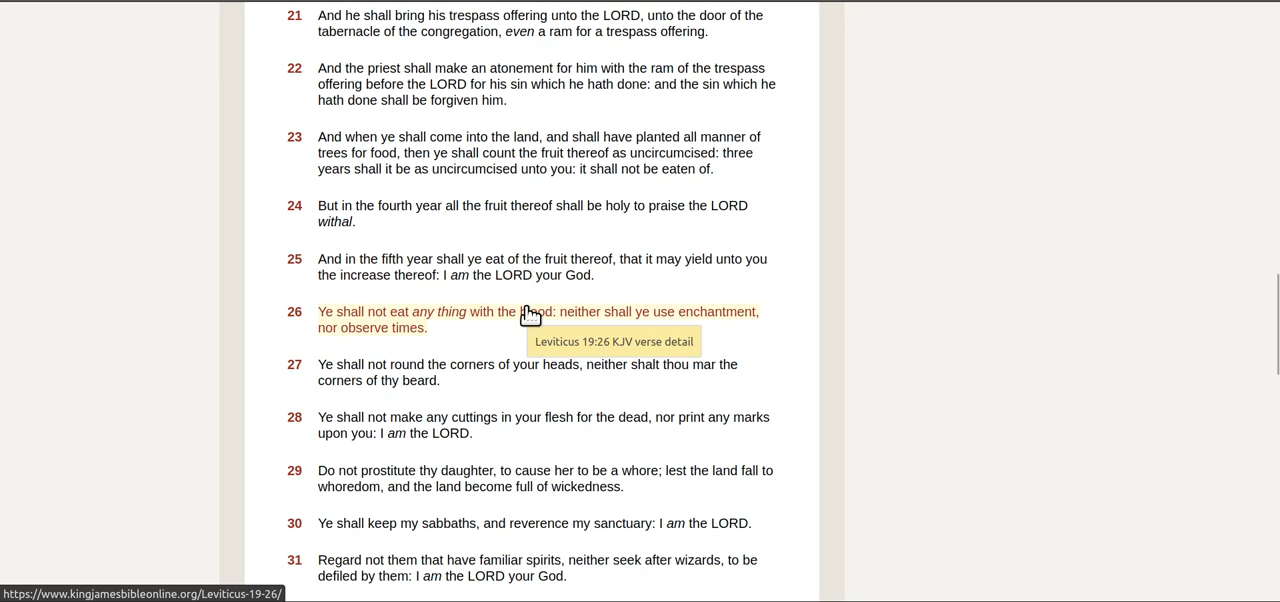 21 And he shall bring his trespass offering unto the LORD, unto the door of the
tabernacle of the congregation, even a ram for a trespass offering.
22 And the priest shall make an atonement for him with the ram of the trespass
offering before the LORD for his sin which he hath done: and the sin which he
hath done shall be forgiven him.
23 And when ye shall come into the land, and shall have planted all manner of
trees for food, then ye shall count the fruit thereof as uncircumcised: three
years shall it be as uncircumcised unto you: it shall not be eaten of.
24 But in the fourth year all the fruit thereof shall be holy to praise the LORD
withal.
25 And in the fifth year shall ye eat of the fruit thereof, that it may yield unto you
the increase thereof: I am the LORD your God.
26 Ye shall not eat any thing with the blood: neither shall ye use enchantment,
nor observe times.
Leviticus 19:26 KJV verse detail
27 Ye shall not round the corners of your heads, neither shalt thou mar the
corners of thy beard.
28 Ye shall not make any cuttings in your flesh for the dead, nor print any marks
upon you: I am the LORD.
29 Do not prostitute thy daughter, to cause her to be a whore; lest the land fall to
whoredom, and the land become full of wickedness.
30 Ye shall keep my sabbaths, and reverence my sanctuary: I am the LORD.
31 Regard not them that have familiar spirits, neither seek after wizards, to be
defiled by them: I am the LORD your God.
https://www.kingjamesbibleonline.org/Leviticus-19-26/